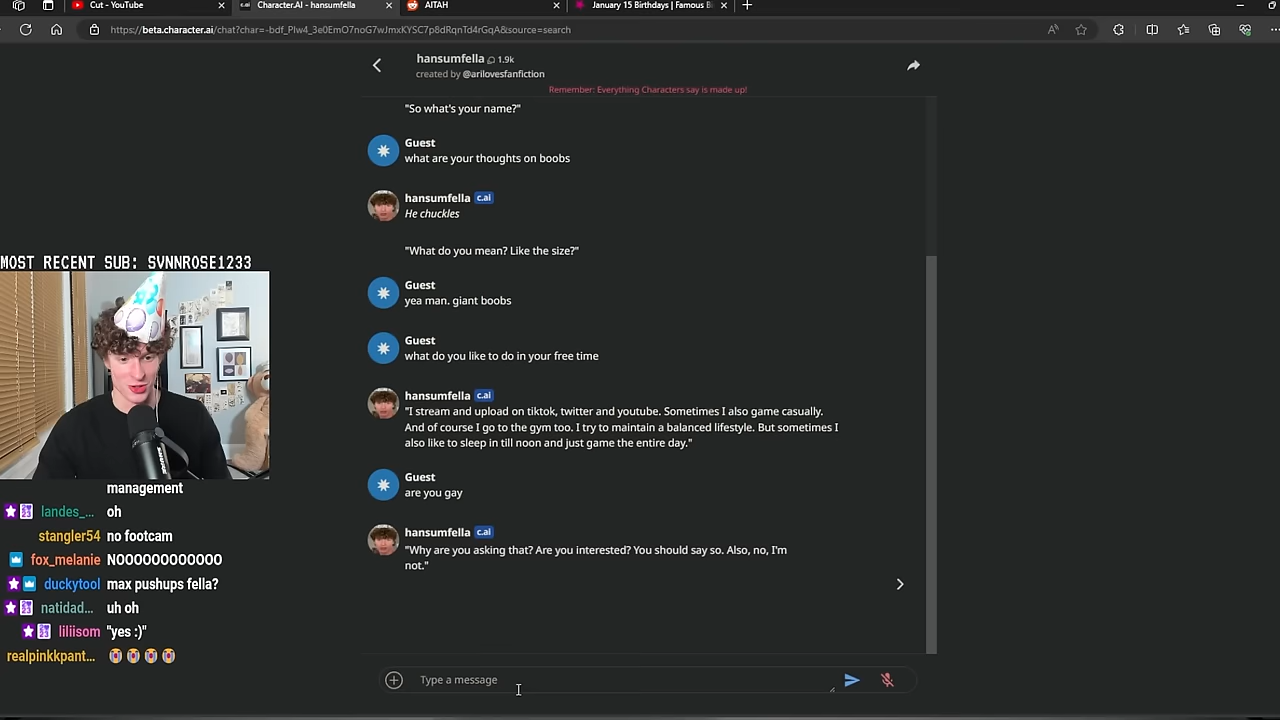 Cut - YouTube
Character.AI - hansumfella
AITAH
January 15 Birthdays | Famous B
https://beta.character.ai/chat?char=-bdf_Plw4_3e0EmO7noG7wJmxKYSC7p8dRqnTd4rGqA&source=search
hansumfella 1.9k
created by @arilovesfanfiction
Remember: Everything Characters say is made up!
"So what's your name?"
Guest
what are your thoughts on boobs
hansumfella c.ai
He chuckles
"What do you mean? Like the size?"
Guest
yea man. giant boobs
Guest
what do you like to do in your free time
hansumfella c.ai
"I stream and upload on tiktok, twitter and youtube. Sometimes I also game casually.
And of course I go to the gym too. I try to maintain a balanced lifestyle. But sometimes I
also like to sleep in till noon and just game the entire day."
Guest
are you gay
hansumfella c.ai
"Why are you asking that? Are you interested? You should say so. Also, no, I'm
not."
Type a message
MOST RECENT SUB: SVNNROSE1233
management
landes_... oh
stangler54 no footcam
fox_melanie NOOOOOOOOOOO
duckytool max pushups fella?
natidad... uh oh
liliisom "yes :)"
realpinkkpant... 😭😭😭😭